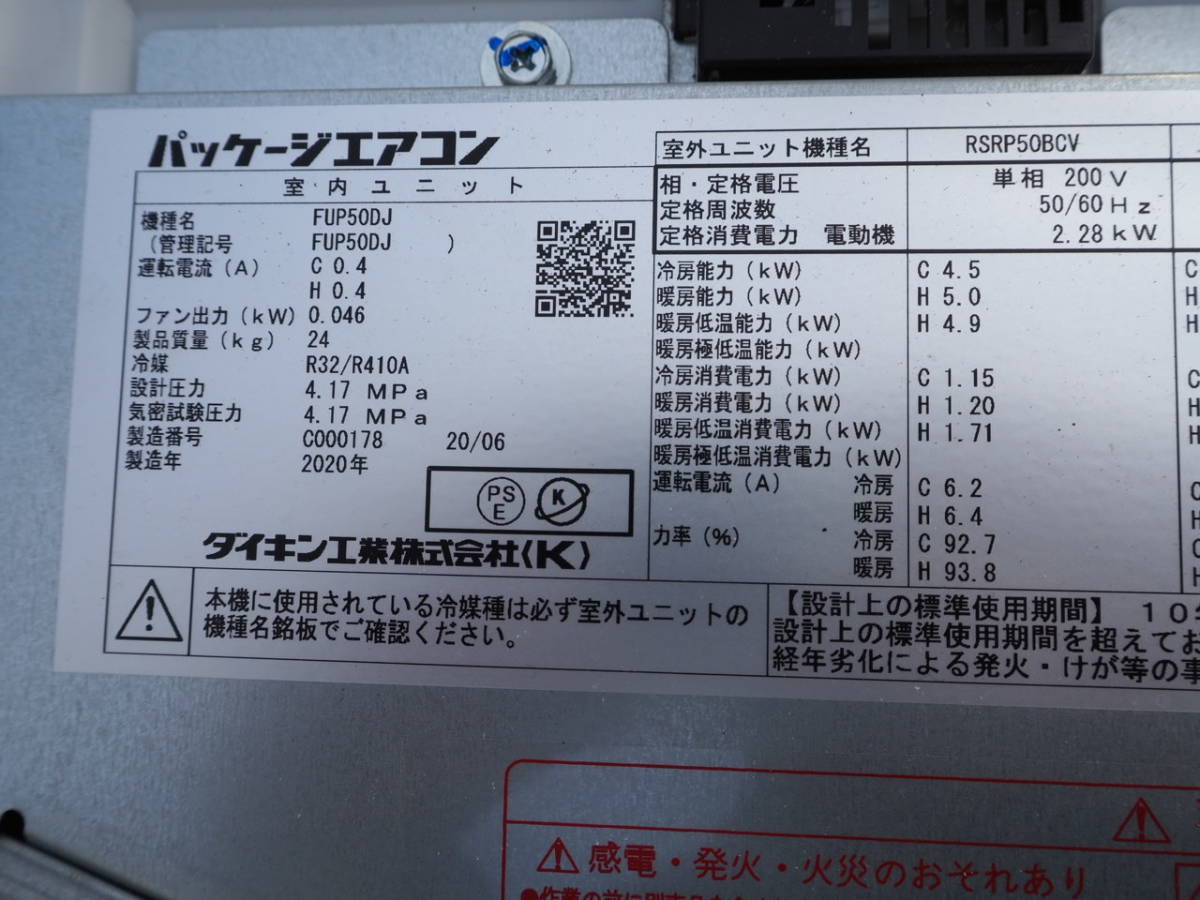 パッケージエアコン
室内ユニット
機種名 FUP50DJ
（管理記号 FUP50DJ ）
運転電流（A） C 0.4
H 0.4
ファン出力（kW） 0.046
製品質量（kg） 24
冷媒 R32/R410A
設計圧力 4.17 MPa
気密試験圧力 4.17 MPa
製造番号 C000178 20/06
製造年 2020年
PS
E
K
ダイキン工業株式会社〈K〉
室外ユニット機種名 RSRP50BCV
相・定格電圧 単相 200 V
定格周波数 50/60 Hz
定格消費電力 電動機 2.28 kW
冷房能力（kW） C 4.5 C
暖房能力（kW） H 5.0 H
暖房低温能力（kW） H 4.9 H
暖房極低温能力（kW）
冷房消費電力（kW） C 1.15 C
暖房消費電力（kW） H 1.20 H
暖房低温消費電力（kW） H 1.71 H
暖房極低温消費電力（kW）
運転電流（A） 冷房 C 6.2 C
暖房 H 6.4 H
力率（%） 冷房 C 92.7 C
暖房 H 93.8 H
本機に使用されている冷媒種は必ず室外ユニットの
機種名銘板でご確認ください。
【設計上の標準使用期間】 10
設計上の標準使用期間を超えてお
経年劣化による発火・けが等の事
感電・発火・火災のおそれあり